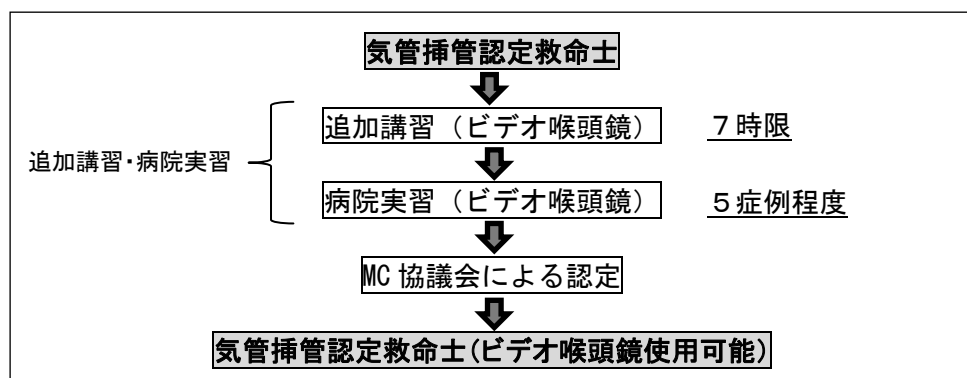 気管挿管認定救命士
追加講習（ビデオ喉頭鏡） ７時限
追加講習・病院実習
病院実習（ビデオ喉頭鏡） ５症例程度
MC 協議会による認定
気管挿管認定救命士(ビデオ喉頭鏡使用可能)